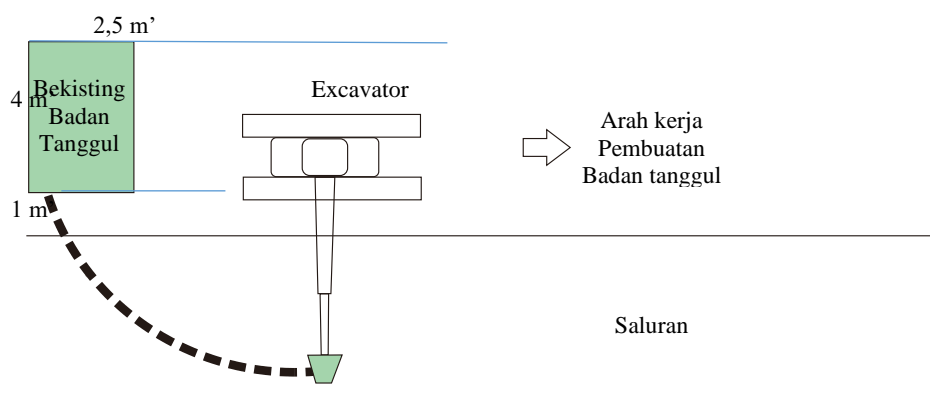 2,5 m’
Bekisting
Badan
Tanggul
4 m’
Excavator
Arah kerja
Pembuatan
Badan tanggul
1 m’
Saluran